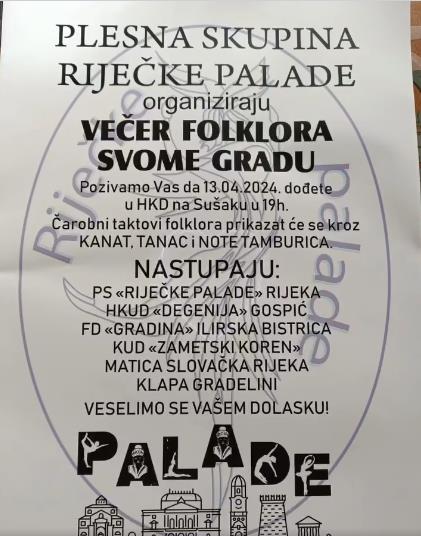 PLESNA SKUPINA
RIJEČKE PALADE
organiziraju
VEČER FOLKLORA
SVOME GRADU
Pozivamo Vas da 13.04.2024. dođete
u HKD na Sušaku u 19h.
Čarobni taktovi folklora prikazat će se kroz
KANAT, TANAC i NOTE TAMBURICA.
NASTUPAJU:
PS «RIJEČKE PALADE» RIJEKA
HKUD «DEGENIJA» GOSPIĆ
FD «GRADINA» ILIRSKA BISTRICA
KUD «ZAMETSKI KOREN»
MATICA SLOVAČKA RIJEKA
KLAPA GRADELINI
VESELIMO SE VAŠEM DOLASKU!
PALADE
Riječke
palade